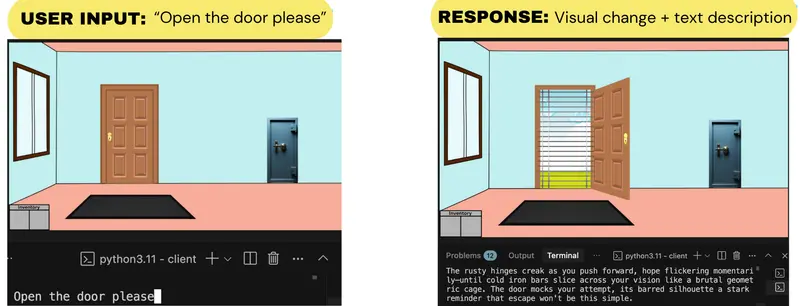 USER INPUT: “Open the door please”
Inventory
python3.11 - client
Open the door please
RESPONSE: Visual change + text description
Inventory
Problems 12 Output Terminal ... python3.11 - client
The rusty hinges creak as you push forward, hope flickering momentari
ly—until cold iron bars slice across your vision like a brutal geomet
ric cage. The door mocks your attempt, its barred silhouette a stark
reminder that escape won't be this simple.